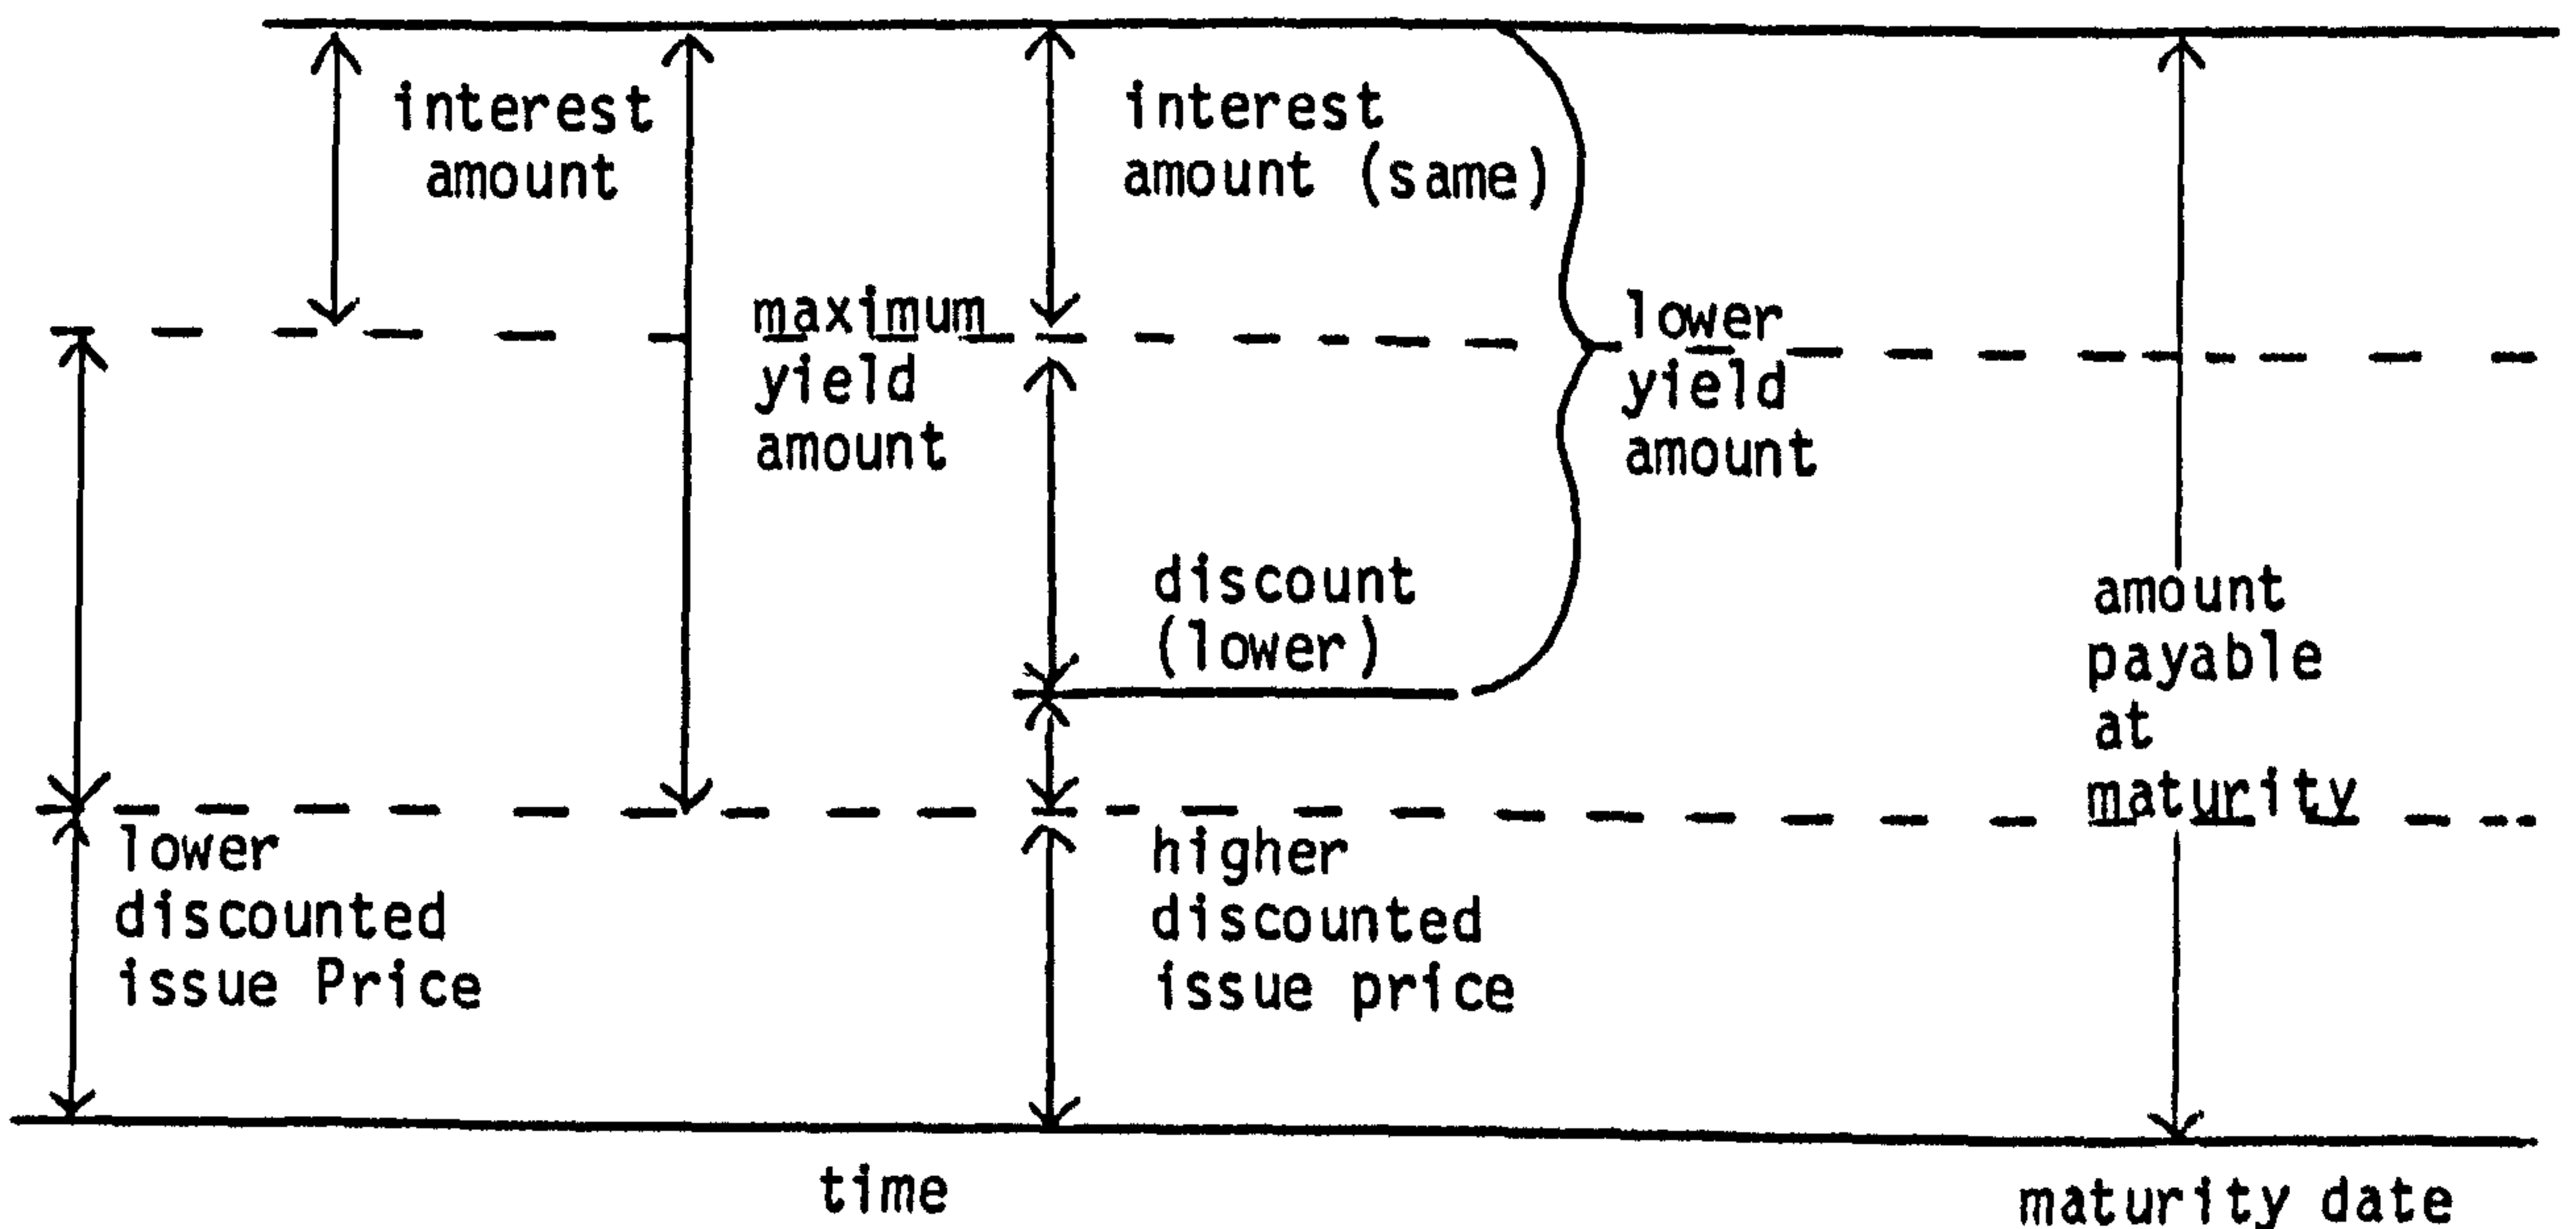 interest
amount
interest
amount (same)
maximum
yield
amount
lower
yield
amount
discount
(lower)
amount
payable
at
maturity
lower
discounted
issue Price
higher
discounted
issue price
time
maturity date